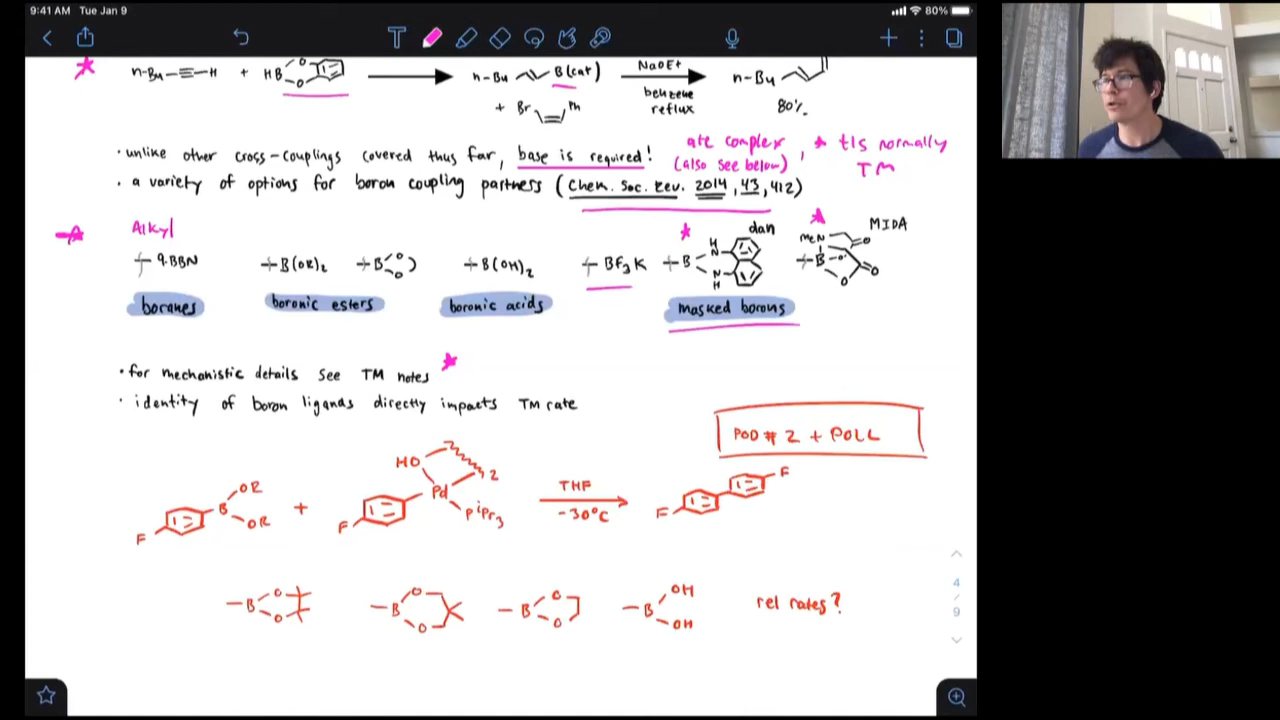 9:41 AM Tue Jan 9
80%
n-Bu H + HB O O
n-Bu B(cat)
+ Br Ph
NaOEt
benzene
reflux
n-Bu
80%
· unlike other cross-couplings covered thus far, base is required!
ate complex
(also see below)
, * tis normally
TM
· a variety of options for boron coupling partners (Chem. Soc. Rev. 2014, 43, 412)
Alkyl
9-BBN
B(OR)2
B O O
B(OH)2
BF3K
B N H N H
dan
MeN B O O O
MIDA
boranes
boronic esters
boronic acids
masked borons
· for mechanistic details see TM notes
· identity of boron ligands directly impacts TM rate
POD # 2 + POLL
F B OR OR
+
HO 2 2
Pd
F PiPr3
THF
-30°C
F F
B O O
B O O
B O O
B OH OH
rel rates?
4
9